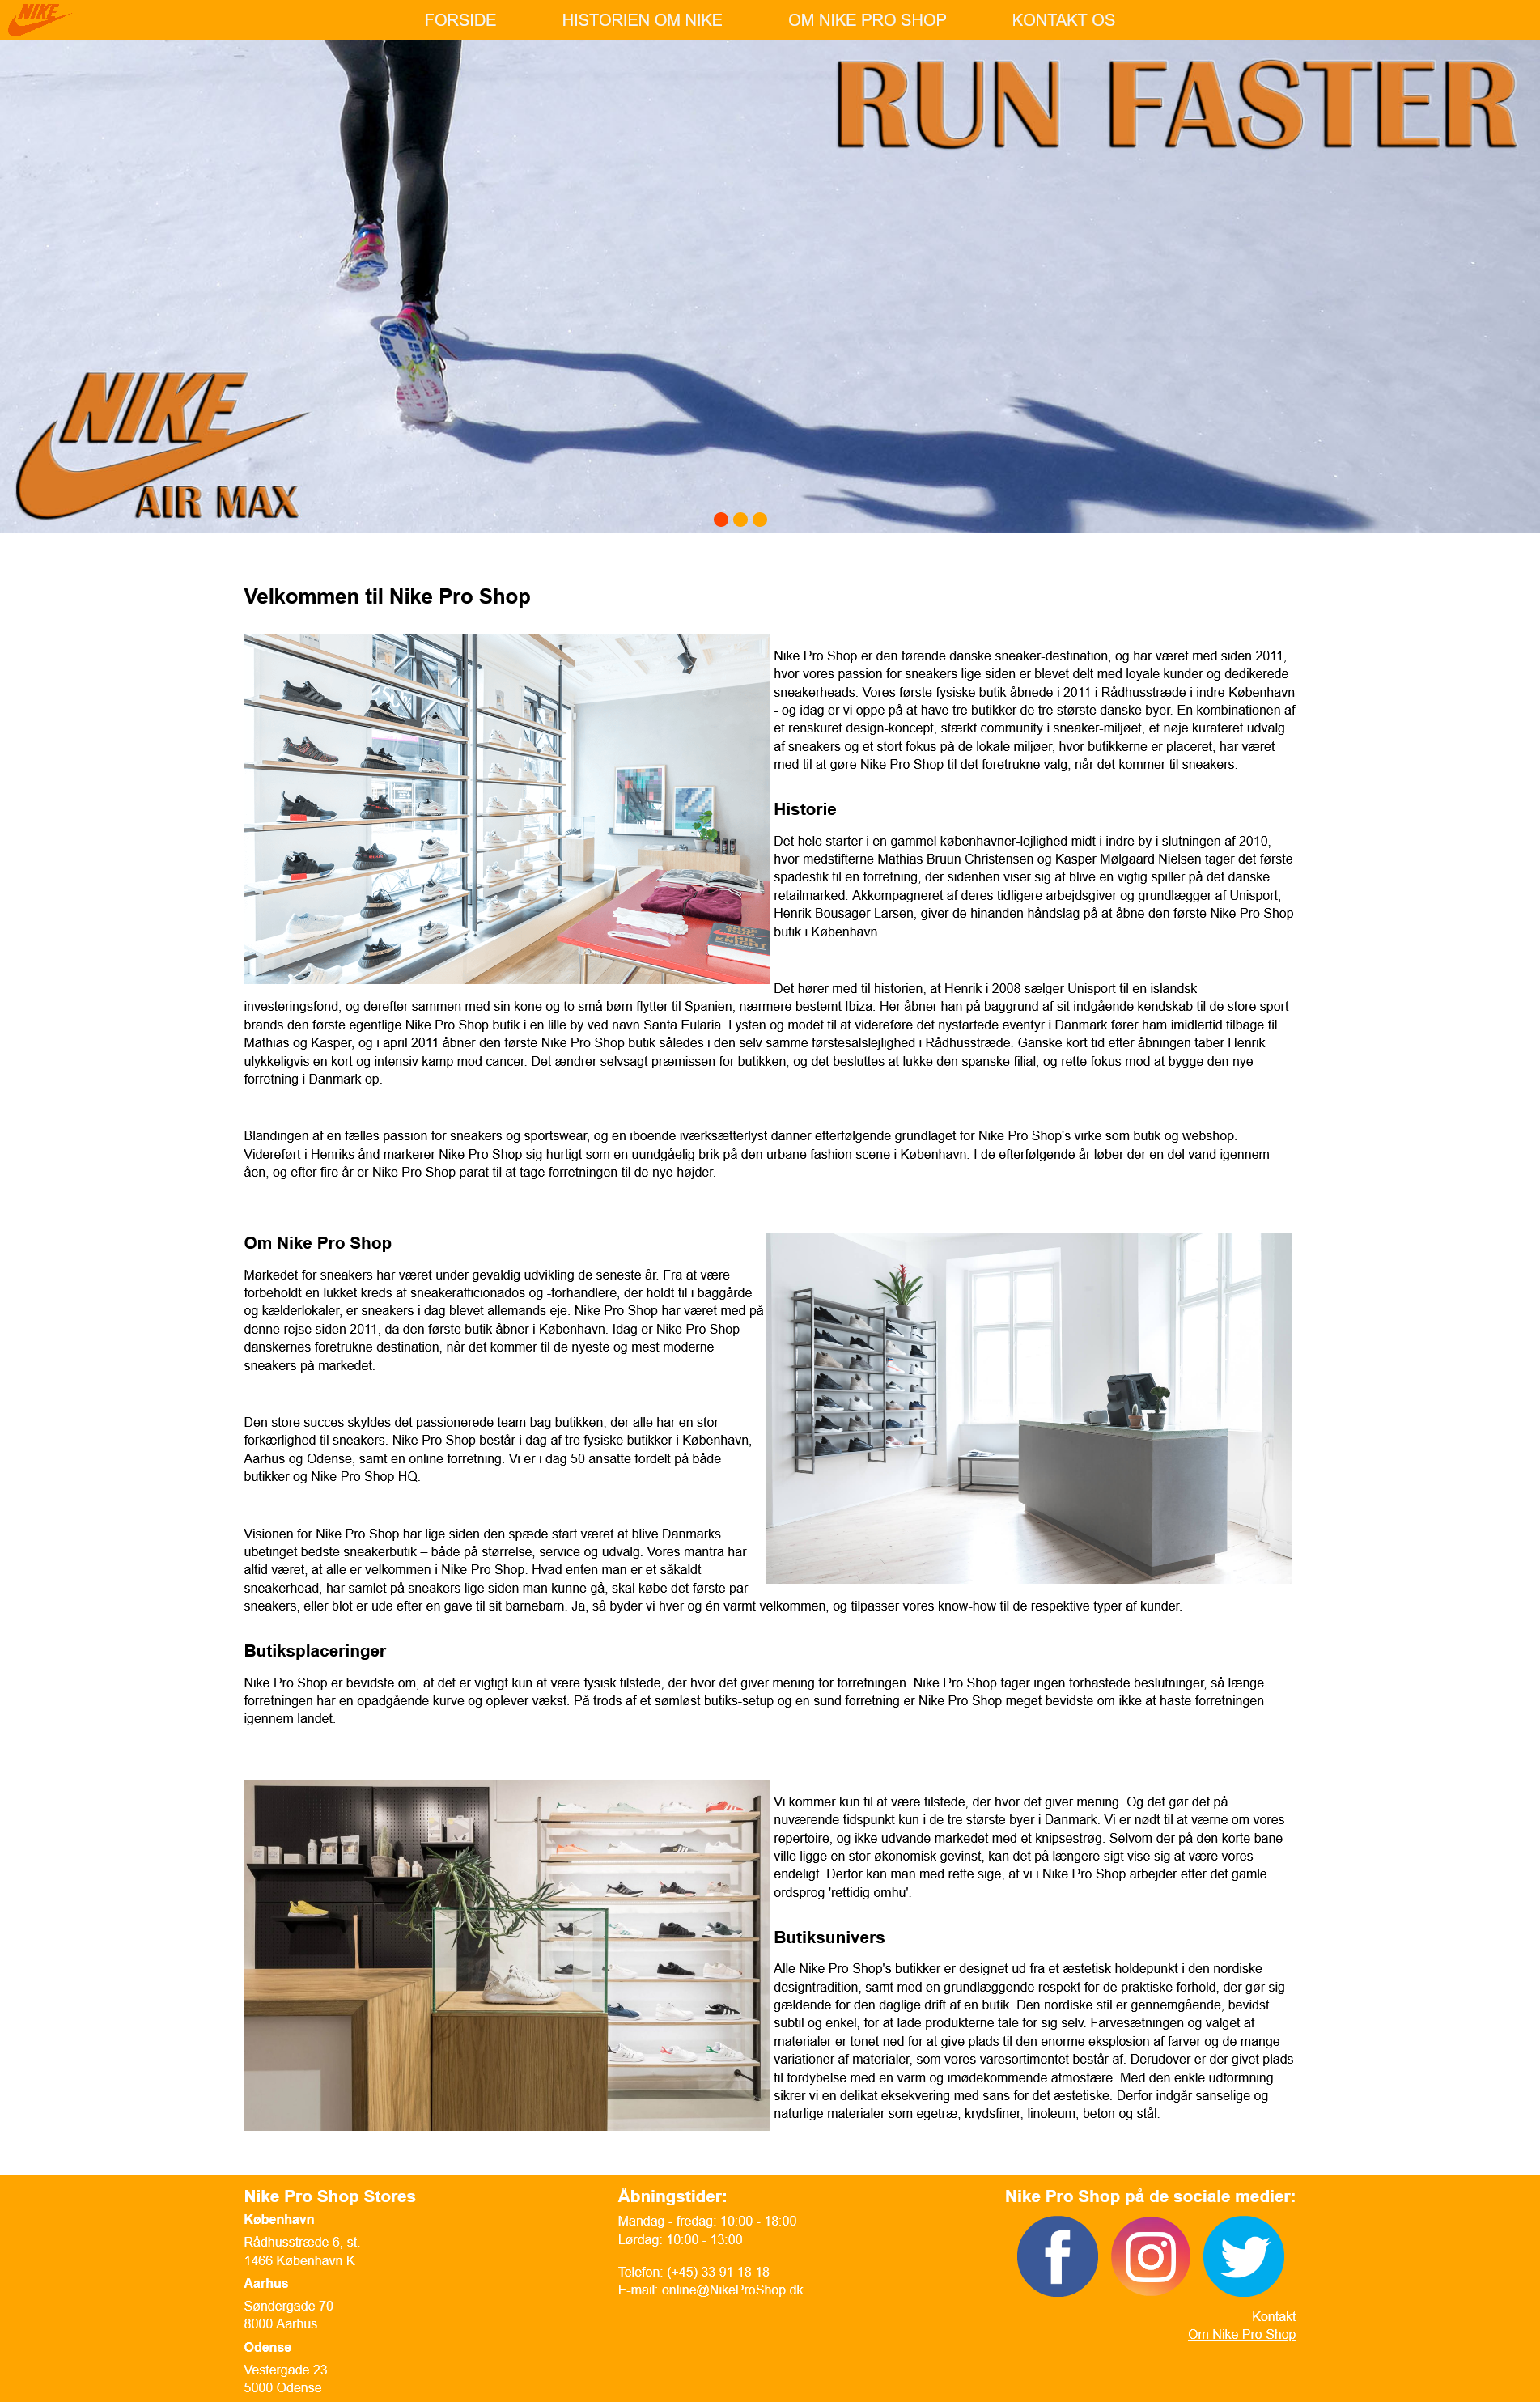 NIKE
FORSIDE HISTORIEN OM NIKE OM NIKE PRO SHOP KONTAKT OS
RUN FASTER
NIKE
AIR MAX
Velkommen til Nike Pro Shop
Nike Pro Shop er den førende danske sneaker-destination, og har været med siden 2011,
hvor vores passion for sneakers lige siden er blevet delt med loyale kunder og dedikerede
sneakerheads. Vores første fysiske butik åbnede i 2011 i Rådhusstræde i indre København
- og idag er vi oppe på at have tre butikker de tre største danske byer. En kombinationen af
et renskuret design-koncept, stærkt community i sneaker-miljøet, et nøje kurateret udvalg
af sneakers og et stort fokus på de lokale miljøer, hvor butikkerne er placeret, har været
med til at gøre Nike Pro Shop til det foretrukne valg, når det kommer til sneakers.
Historie
Det hele starter i en gammel københavner-lejlighed midt i indre by i slutningen af 2010,
hvor medstifterne Mathias Bruun Christensen og Kasper Mølgaard Nielsen tager det første
spadestik til en forretning, der sidenhen viser sig at blive en vigtig spiller på det danske
retailmarked. Akkompagneret af deres tidligere arbejdsgiver og grundlægger af Unisport,
Henrik Bousager Larsen, giver de hinanden håndslag på at åbne den første Nike Pro Shop
butik i København.
Det hører med til historien, at Henrik i 2008 sælger Unisport til en islandsk
investeringsfond, og derefter sammen med sin kone og to små børn flytter til Spanien, nærmere bestemt Ibiza. Her åbner han på baggrund af sit indgående kendskab til de store sport-
brands den første egentlige Nike Pro Shop butik i en lille by ved navn Santa Eularia. Lysten og modet til at videreføre det nystartede eventyr i Danmark fører ham imidlertid tilbage til
Mathias og Kasper, og i april 2011 åbner den første Nike Pro Shop butik således i den selv samme førstesalslejlighed i Rådhusstræde. Ganske kort tid efter åbningen taber Henrik
ulykkeligvis en kort og intensiv kamp mod cancer. Det ændrer selvsagt præmissen for butikken, og det besluttes at lukke den spanske filial, og rette fokus mod at bygge den nye
forretning i Danmark op.
Blandingen af en fælles passion for sneakers og sportswear, og en iboende iværksætterlyst danner efterfølgende grundlaget for Nike Pro Shop's virke som butik og webshop.
Videreført i Henriks ånd markerer Nike Pro Shop sig hurtigt som en uundgåelig brik på den urbane fashion scene i København. I de efterfølgende år løber der en del vand igennem
åen, og efter fire år er Nike Pro Shop parat til at tage forretningen til de nye højder.
Om Nike Pro Shop
Markedet for sneakers har været under gevaldig udvikling de seneste år. Fra at være
forbeholdt en lukket kreds af sneakerafficionados og -forhandlere, der holdt til i baggårde
og kælderlokaler, er sneakers i dag blevet allemands eje. Nike Pro Shop har været med på
denne rejse siden 2011, da den første butik åbner i København. Idag er Nike Pro Shop
danskernes foretrukne destination, når det kommer til de nyeste og mest moderne
sneakers på markedet.
Den store succes skyldes det passionerede team bag butikken, der alle har en stor
forkærlighed til sneakers. Nike Pro Shop består i dag af tre fysiske butikker i København,
Aarhus og Odense, samt en online forretning. Vi er i dag 50 ansatte fordelt på både
butikker og Nike Pro Shop HQ.
Visionen for Nike Pro Shop har lige siden den spæde start været at blive Danmarks
ubetinget bedste sneakerbutik – både på størrelse, service og udvalg. Vores mantra har
altid været, at alle er velkommen i Nike Pro Shop. Hvad enten man er et såkaldt
sneakerhead, har samlet på sneakers lige siden man kunne gå, skal købe det første par
sneakers, eller blot er ude efter en gave til sit barnebarn. Ja, så byder vi hver og én varmt velkommen, og tilpasser vores know-how til de respektive typer af kunder.
Butiksplaceringer
Nike Pro Shop er bevidste om, at det er vigtigt kun at være fysisk tilstede, der hvor det giver mening for forretningen. Nike Pro Shop tager ingen forhastede beslutninger, så længe
forretningen har en opadgående kurve og oplever vækst. På trods af et sømløst butiks-setup og en sund forretning er Nike Pro Shop meget bevidste om ikke at haste forretningen
igennem landet.
Vi kommer kun til at være tilstede, der hvor det giver mening. Og det gør det på
nuværende tidspunkt kun i de tre største byer i Danmark. Vi er nødt til at værne om vores
repertoire, og ikke udvande markedet med et knipsestrøg. Selvom der på den korte bane
ville ligge en stor økonomisk gevinst, kan det på længere sigt vise sig at være vores
endeligt. Derfor kan man med rette sige, at vi i Nike Pro Shop arbejder efter det gamle
ordsprog 'rettidig omhu'.
Butiksunivers
Alle Nike Pro Shop's butikker er designet ud fra et æstetisk holdepunkt i den nordiske
designtradition, samt med en grundlæggende respekt for de praktiske forhold, der gør sig
gældende for den daglige drift af en butik. Den nordiske stil er gennemgående, bevidst
subtil og enkel, for at lade produkterne tale for sig selv. Farvesætningen og valget af
materialer er tonet ned for at give plads til den enorme eksplosion af farver og de mange
variationer af materialer, som vores varesortimentet består af. Derudover er der givet plads
til fordybelse med en varm og imødekommende atmosfære. Med den enkle udformning
sikrer vi en delikat eksekvering med sans for det æstetiske. Derfor indgår sanselige og
naturlige materialer som egetræ, krydsfiner, linoleum, beton og stål.
Nike Pro Shop Stores
København
Rådhusstræde 6, st.
1466 København K
Aarhus
Søndergade 70
8000 Aarhus
Odense
Vestergade 23
5000 Odense
Åbningstider:
Mandag - fredag: 10:00 - 18:00
Lørdag: 10:00 - 13:00
Telefon: (+45) 33 91 18 18
E-mail: online@NikeProShop.dk
Nike Pro Shop på de sociale medier:
Kontakt
Om Nike Pro Shop